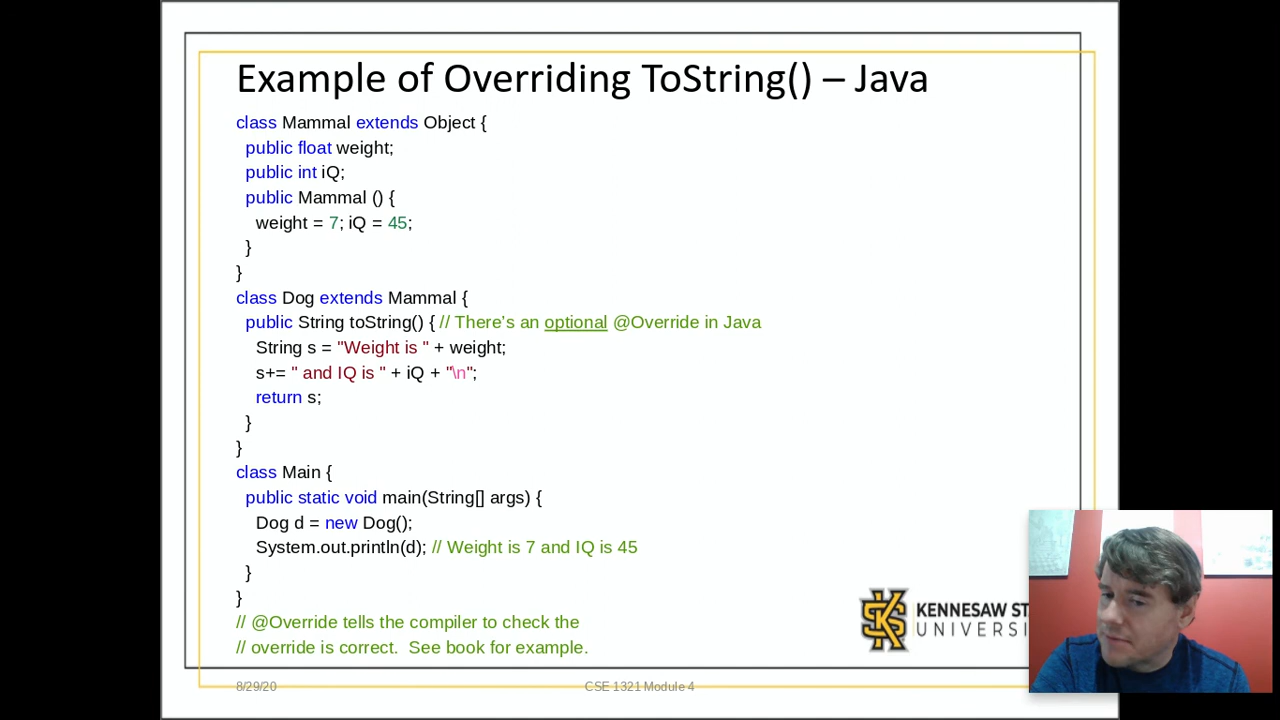 Example of Overriding ToString() – Java
class Mammal extends Object {
public float weight;
public int iQ;
public Mammal () {
weight = 7; iQ = 45;
}
}
class Dog extends Mammal {
public String toString() { // There's an optional @Override in Java
String s = "Weight is " + weight;
s+= " and IQ is " + iQ + "\n";
return s;
}
}
class Main {
public static void main(String[] args) {
Dog d = new Dog();
System.out.println(d); // Weight is 7 and IQ is 45
}
}
// @Override tells the compiler to check the
// override is correct.  See book for example.
KENNESAW ST
UNIVERSI
8/29/20
CSE 1321 Module 4